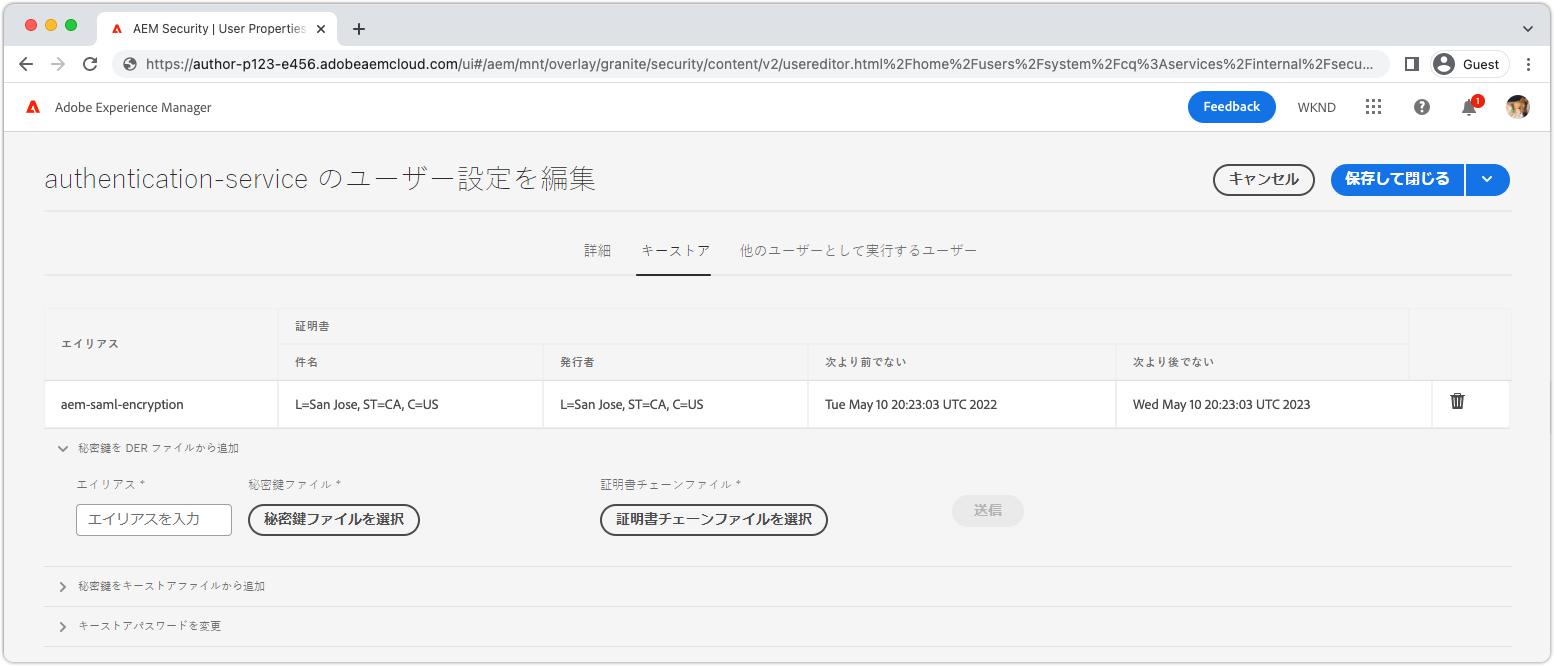 AEM Security | User Properties
https://author-p123-e456.adobeaemcloud.com/ui#/aem/mnt/overlay/granite/security/content/v2/usereditor.html%2Fhome%2Fusers%2Fsystem%2Fcq%3Aservices%2Finternal%2Fsecu...
Guest
Adobe Experience Manager
Feedback
WKND
1
authentication-service のユーザー設定を編集
キャンセル
保存して閉じる
詳細
キーストア
他のユーザーとして実行するユーザー
エイリアス
証明書
件名
発行者
次より前でない
次より後でない
aem-saml-encryption
L=San Jose, ST=CA, C=US
L=San Jose, ST=CA, C=US
Tue May 10 20:23:03 UTC 2022
Wed May 10 20:23:03 UTC 2023
秘密鍵を DER ファイルから追加
エイリアス *
秘密鍵ファイル *
証明書チェーンファイル *
エイリアスを入力
秘密鍵ファイルを選択
証明書チェーンファイルを選択
送信
秘密鍵をキーストアファイルから追加
キーストアパスワードを変更